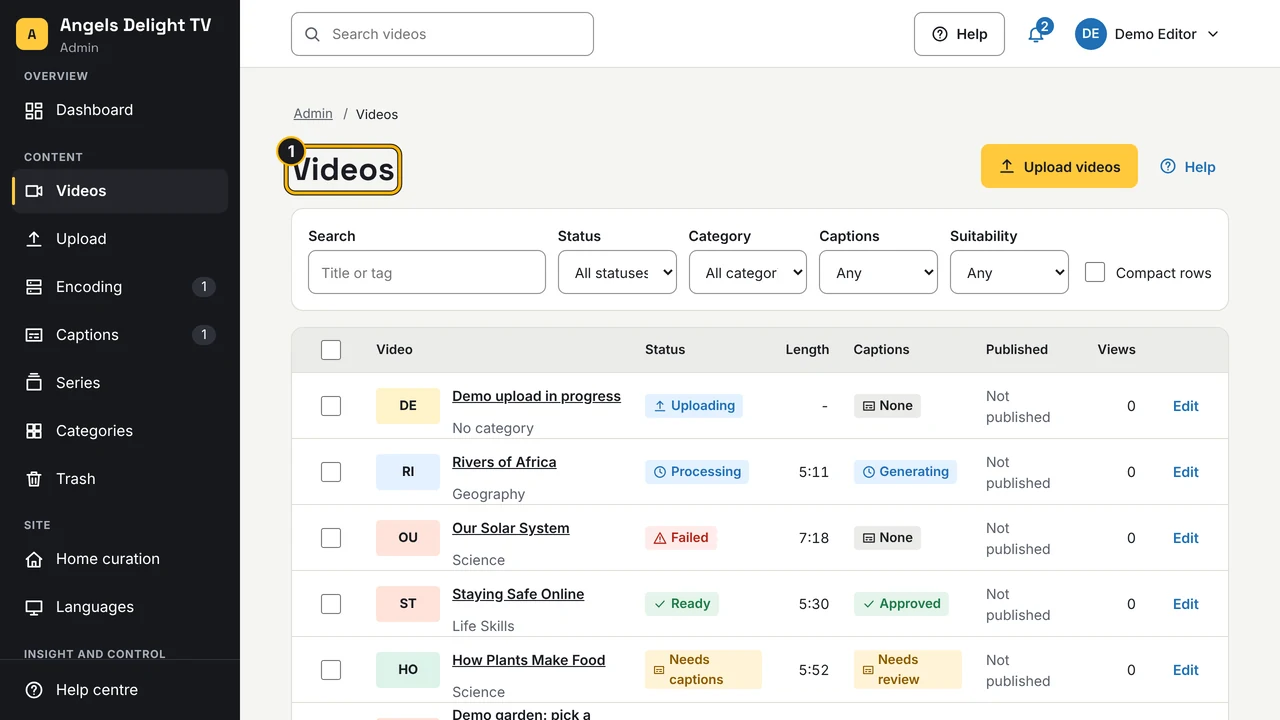 A
Angels Delight TV
Admin
OVERVIEW
Dashboard
CONTENT
Videos
Upload
Encoding 1
Captions 1
Series
Categories
Trash
SITE
Home curation
Languages
INSIGHT AND CONTROL
Help centre
Search videos
Help
2
DE Demo Editor
Admin / Videos
1
Videos
Upload videos
Help
Search Status Category Captions Suitability
Title or tag All statuses All categor Any Any Compact rows
Video Status Length Captions Published Views
DE Demo upload in progress Uploading - None Not published 0 Edit
No category
RI Rivers of Africa Processing 5:11 Generating Not published 0 Edit
Geography
OU Our Solar System Failed 7:18 None Not published 0 Edit
Science
ST Staying Safe Online Ready 5:30 Approved Not published 0 Edit
Life Skills
HO How Plants Make Food Needs captions 5:52 Needs review Not published 0 Edit
Science
Demo garden: pick a